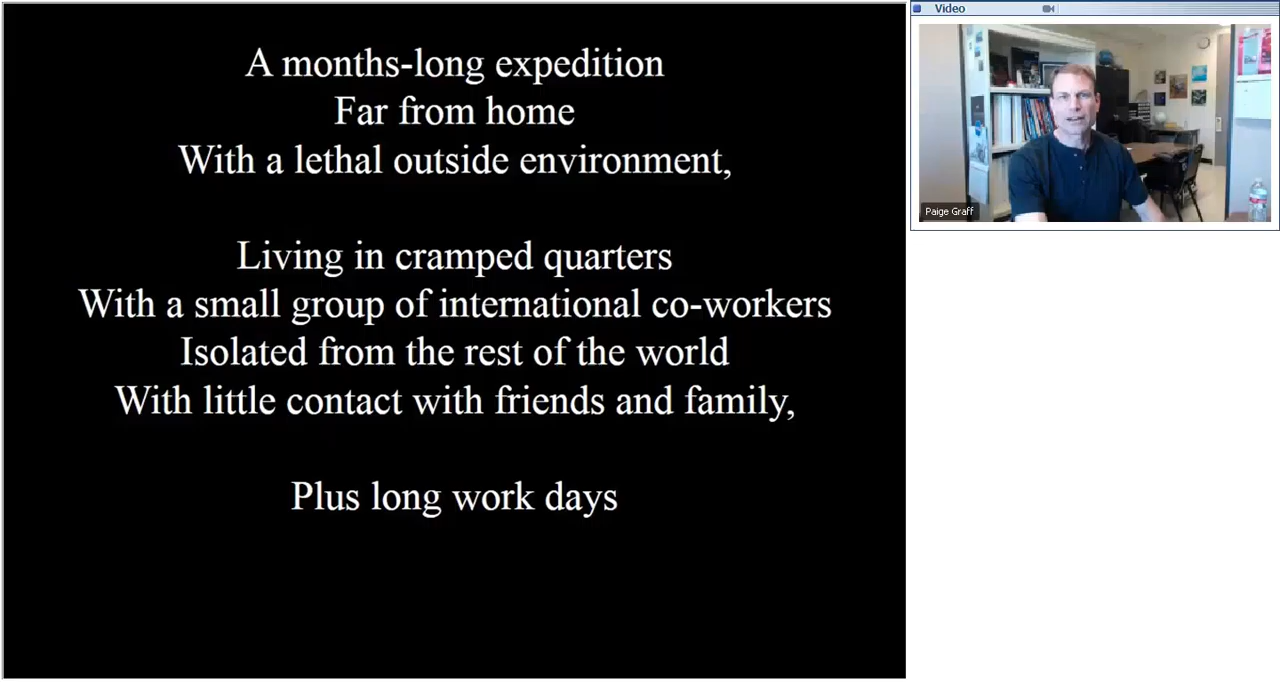 A months-long expedition
Far from home
With a lethal outside environment,
Living in cramped quarters
With a small group of international co-workers
Isolated from the rest of the world
With little contact with friends and family,
Plus long work days
Video
Paige Graff